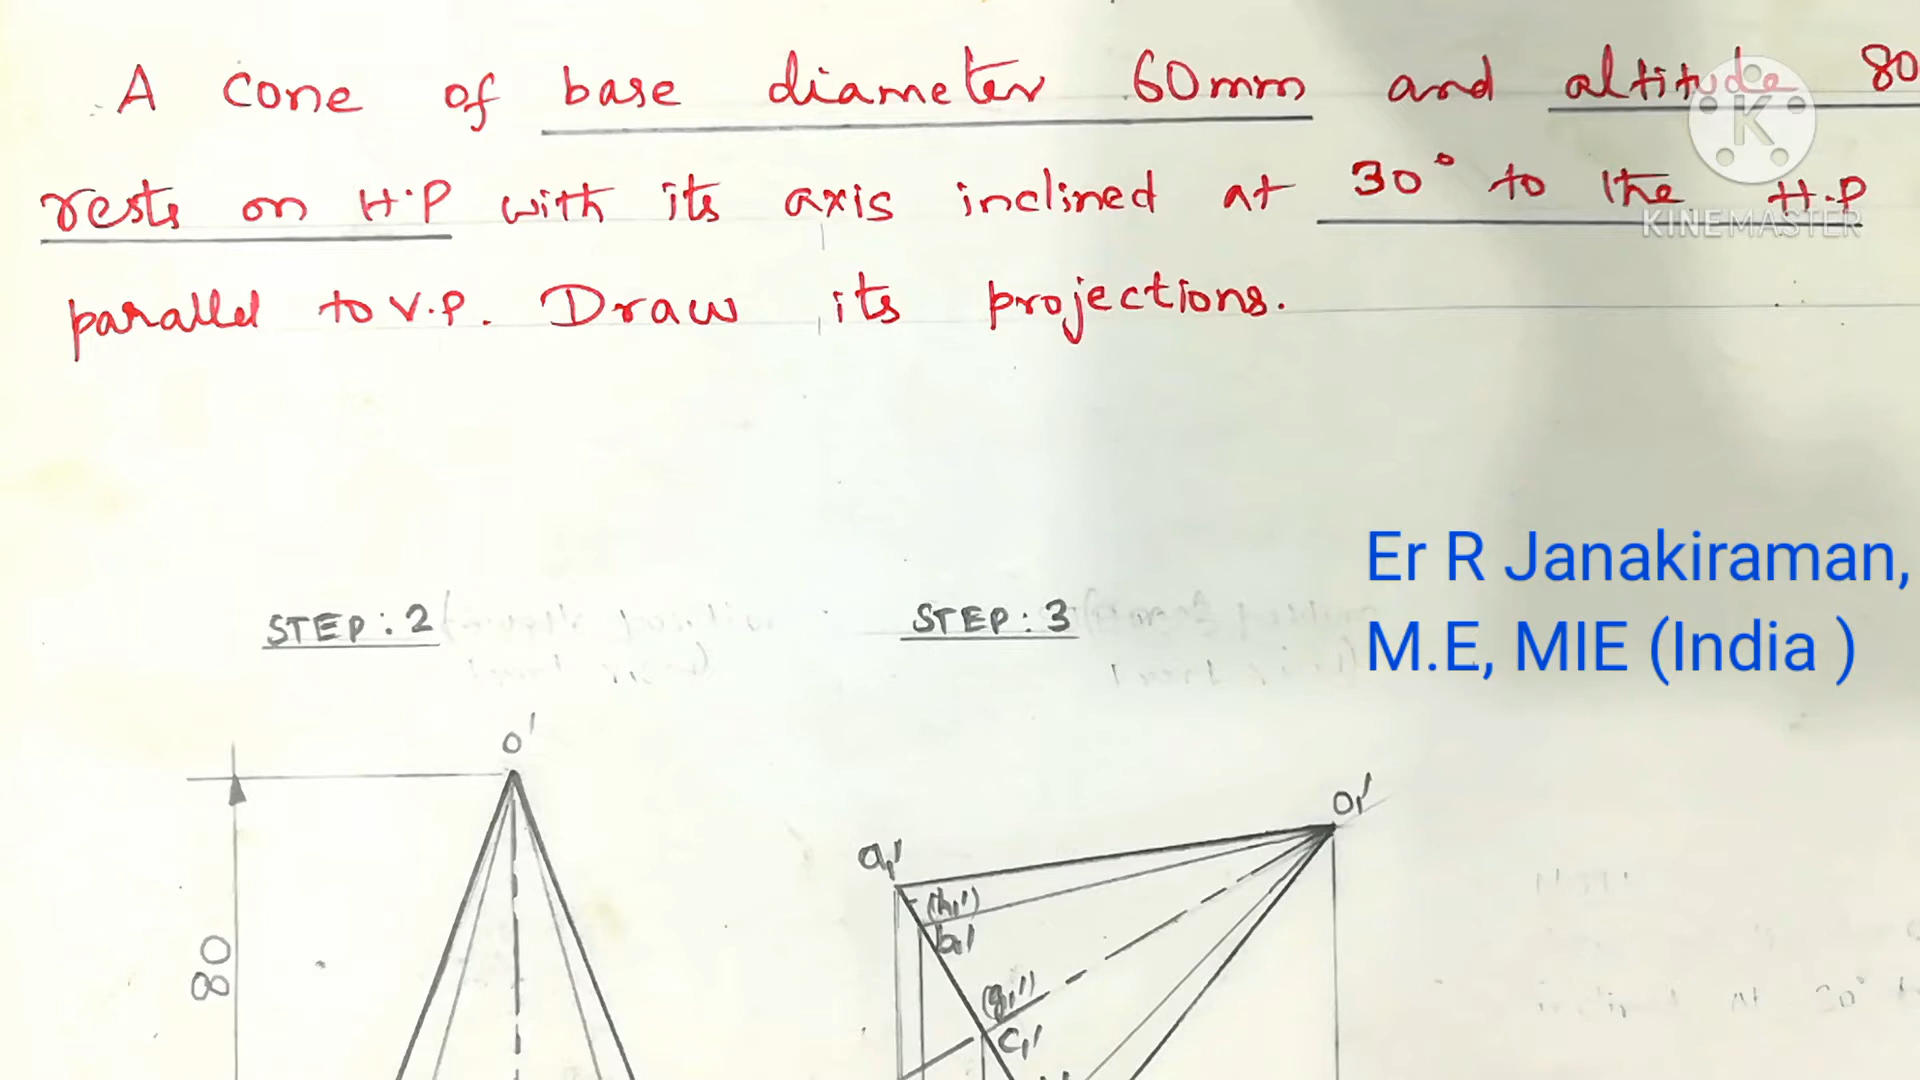 A cone of base diameter 60mm and altitude 80
rests on H.P with its axis inclined at 30° to the H.P
parallel to V.P. Draw its projections.
KINEMASTER
Er R Janakiraman,
M.E, MIE (India )
STEP : 2
STEP : 3
o'
o₁'
a₁'
(h₁')
b₁'
80
(g₁')
c₁'